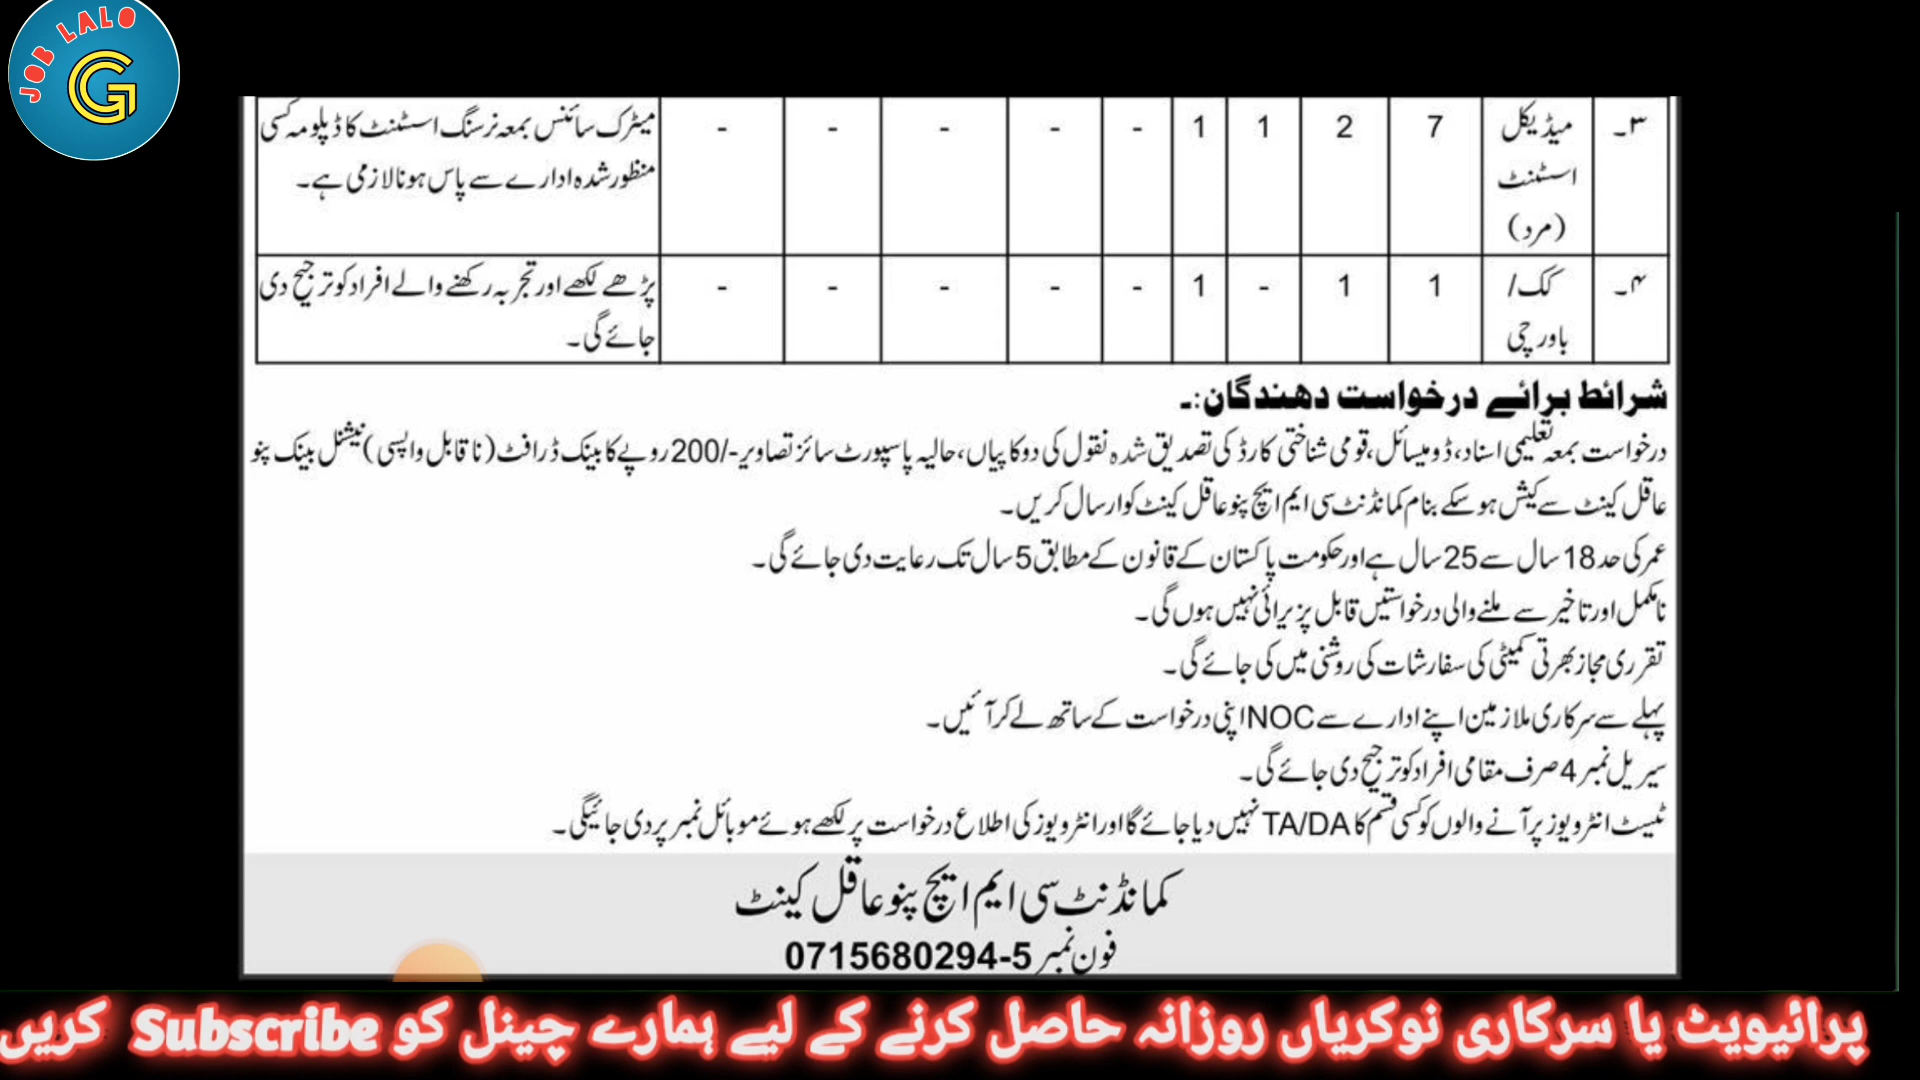 JOB LALO
G
۳۔ میڈیکل 7 2 1 1 - - - - - میٹرک سائنس بمعہ نرسنگ اسسٹنٹ کا ڈپلومہ کسی
اسسٹنٹ منظور شدہ ادارے سے پاس ہونا لازمی ہے۔
(مرد)
۴۔ کک/ 1 1 - 1 - - - - - پڑھے لکھے اور تجربہ رکھنے والے افراد کو ترجیح دی
باورچی جائے گی۔
شرائط برائے درخواست دھندگان:۔
درخواست بمعہ تعلیمی اسناد، ڈومیسائل، قومی شناختی کارڈ کی تصدیق شدہ نقول کی دو کاپیاں، حالیہ پاسپورٹ سائز تصاویر -/200 روپے کا بینک ڈرافٹ (نا قابل واپسی) نیشنل بینک پنو
عاقل کینٹ سے کیش ہو سکے بنام کمانڈنٹ سی ایم ایچ پنو عاقل کینٹ کو ارسال کریں۔
عمر کی حد 18 سال سے 25 سال ہے اور حکومت پاکستان کے قانون کے مطابق 5 سال تک رعایت دی جائے گی۔
نامکمل اور تاخیر سے ملنے والی درخواستیں قابل پزیرائی نہیں ہوں گی۔
تقرری مجاز بھرتی کمیٹی کی سفارشات کی روشنی میں کی جائے گی۔
پہلے سے سرکاری ملازمین اپنے ادارے سے NOC اپنی درخواست کے ساتھ لے کر آئیں۔
سیریل نمبر 4 صرف مقامی افراد کو ترجیح دی جائے گی۔
ٹیسٹ انٹرویوز پر آنے والوں کو کسی قسم کا TA/DA نہیں دیا جائے گا اور انٹرویوز کی اطلاع درخواست پر لکھے ہوئے موبائل نمبر پر دی جائیگی۔
کمانڈنٹ سی ایم ایچ پنو عاقل کینٹ
فون نمبر 0715680294-5
پرائیویٹ یا سرکاری نوکریاں روزانہ حاصل کرنے کے لیے ہمارے چینل کو Subscribe کریں